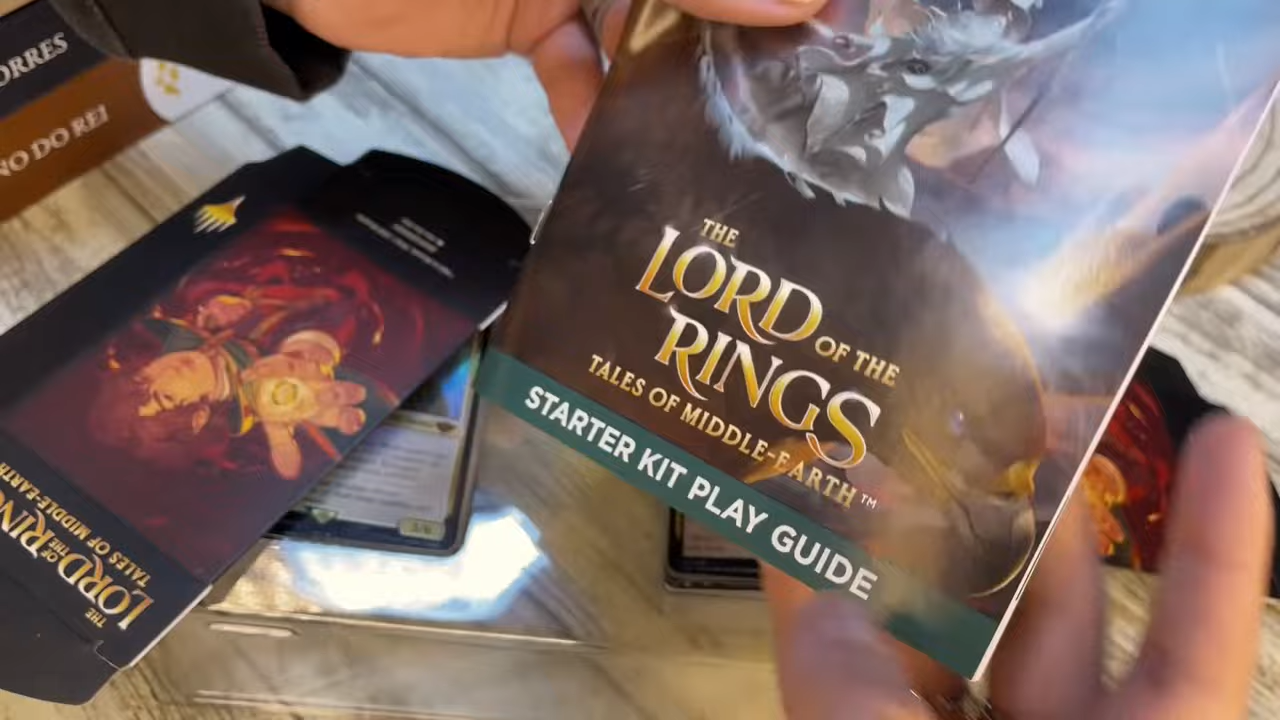 ORRES
NO DO REI
THE
LORD OF THE
RINGS
TALES OF MIDDLE-EARTH™
STARTER KIT PLAY GUIDE
THE
LORD OF THE
RINGS
TALES OF MIDDLE-EARTH